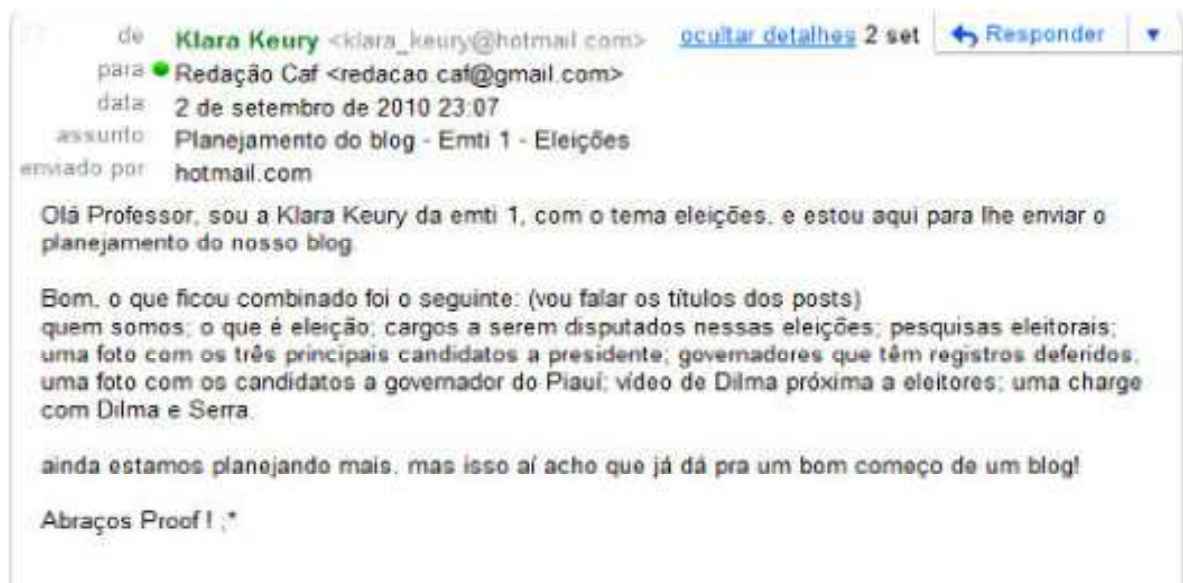 de Klara Keury <klara_keury@hotmail.com> ocultar detalhes 2 set Responder
para Redação Caf <redacao.caf@gmail.com>
data 2 de setembro de 2010 23:07
assunto Planejamento do blog - Emti 1 - Eleições
enviado por hotmail.com
Olá Professor, sou a Klara Keury da emti 1, com o tema eleições, e estou aqui para lhe enviar o
planejamento do nosso blog.
Bom, o que ficou combinado foi o seguinte: (vou falar os títulos dos posts)
quem somos; o que é eleição; cargos a serem disputados nessas eleições; pesquisas eleitorais;
uma foto com os três principais candidatos a presidente; governadores que têm registros deferidos;
uma foto com os candidatos a governador do Piauí; vídeo de Dilma próxima a eleitores; uma charge
com Dilma e Serra.
ainda estamos planejando mais, mas isso aí acho que já dá pra um bom começo de um blog!
Abraços Proof ! ;*